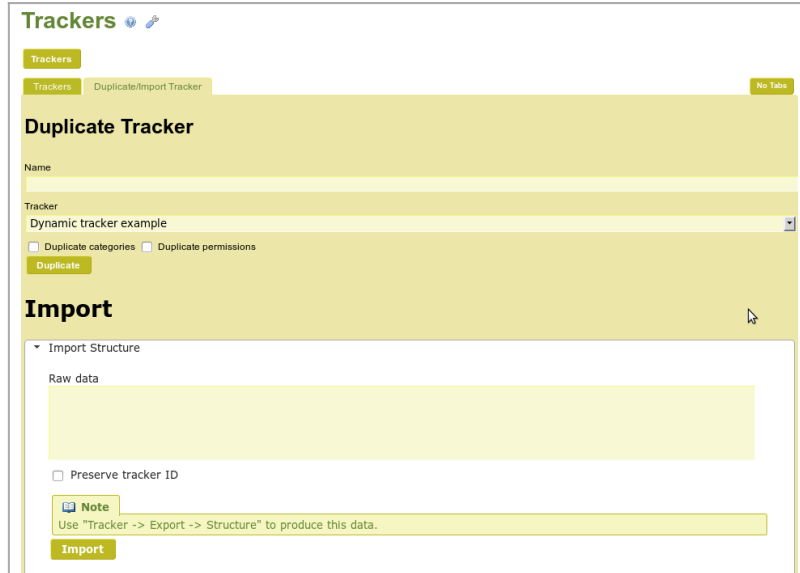 Trackers
Trackers
Trackers Duplicate/Import Tracker No Tabs
Duplicate Tracker
Name
Tracker
Dynamic tracker example
Duplicate categories Duplicate permissions
Duplicate
Import
Import Structure
Raw data
Preserve tracker ID
Note
Use "Tracker -> Export -> Structure" to produce this data.
Import